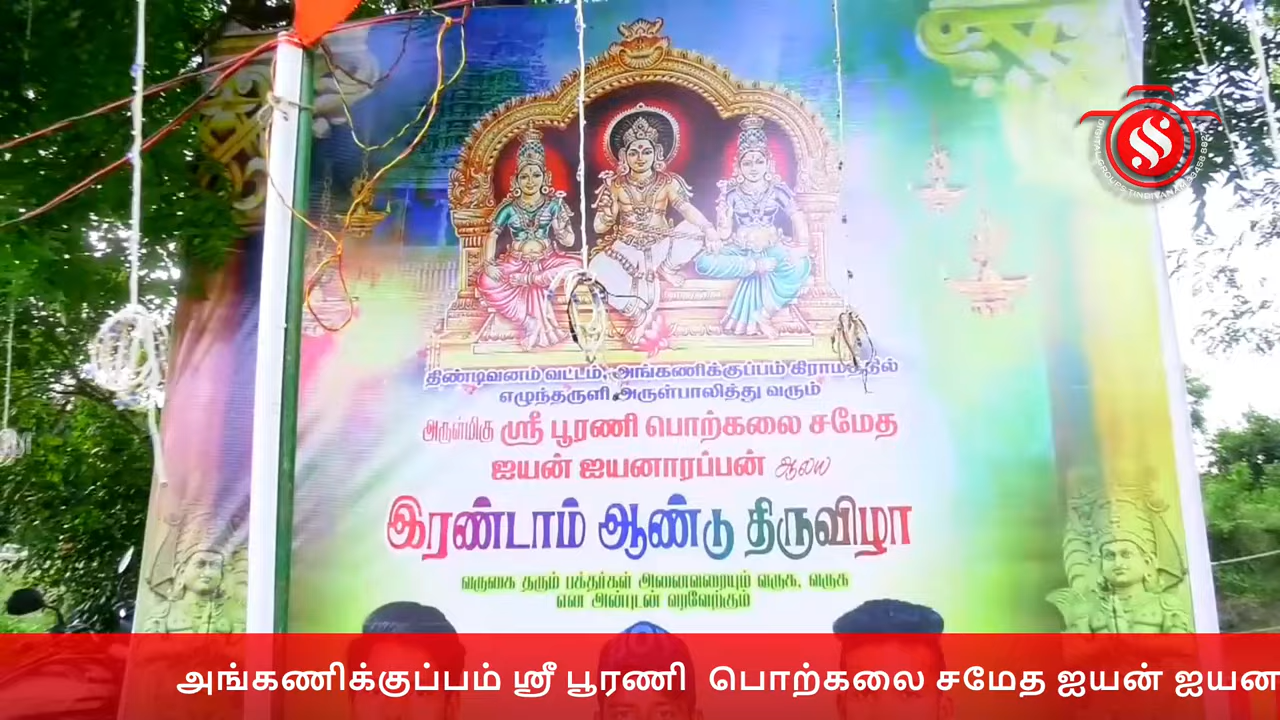 திண்டிவனம் வட்டம், அங்கணிக்குப்பம் கிராமத்தில்
எழுந்தருளி அருள்பாலித்து வரும்
அருள்மிகு ஸ்ரீ பூரணி பொற்கலை சமேத
ஐயன் ஐயனாரப்பன் ஆலய
இரண்டாம் ஆண்டு திருவிழா
வருகை தரும் பக்தர்கள் அனைவரையும் வருக, வருக
என அன்புடன் வரவேற்கும்
அங்கணிக்குப்பம் ஸ்ரீ பூரணி பொற்கலை சமேத ஐயன் ஐயன